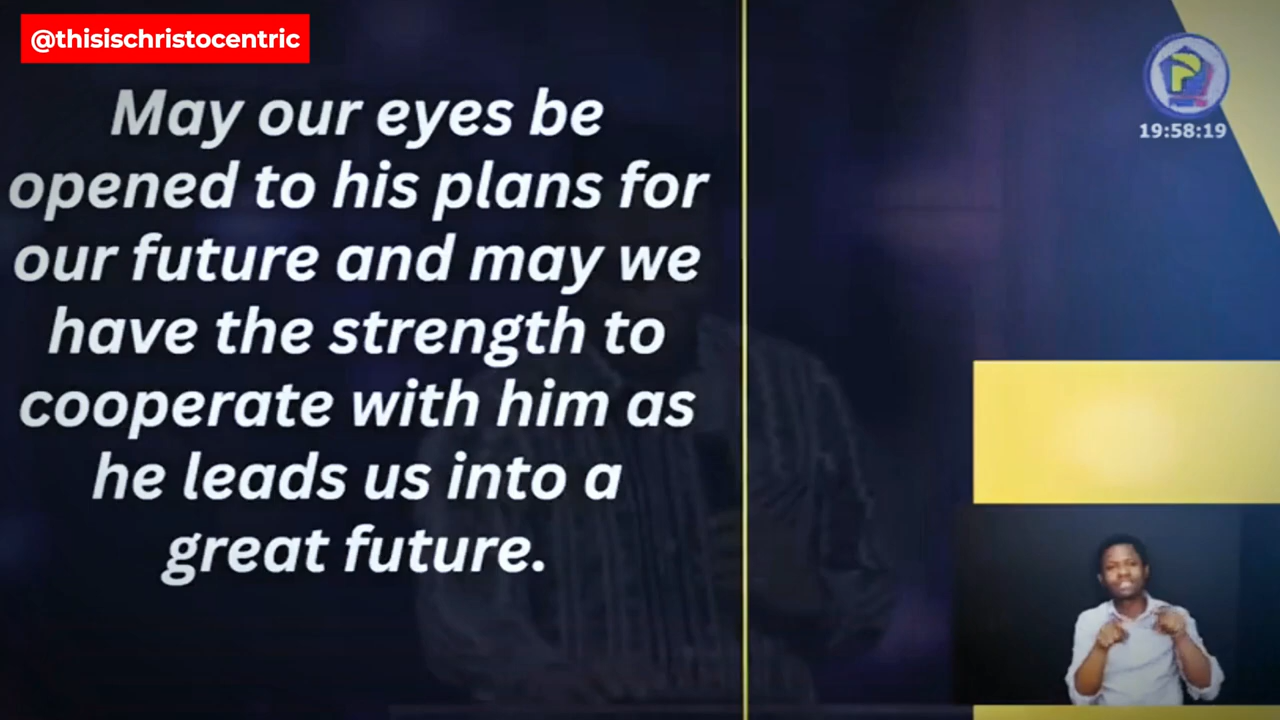 @thisischristocentric
May our eyes be
opened to his plans for
our future and may we
have the strength to
cooperate with him as
he leads us into a
great future.
P
19:58:19